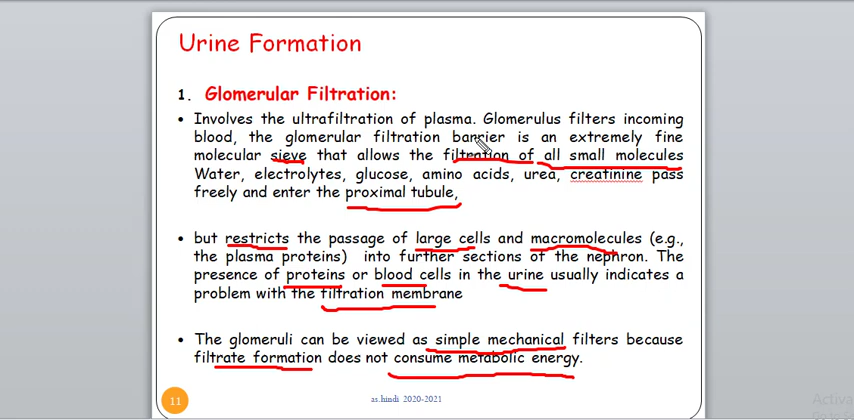 Urine Formation
1. Glomerular Filtration:
• Involves the ultrafiltration of plasma. Glomerulus filters incoming
blood, the glomerular filtration barrier is an extremely fine
molecular sieve that allows the filtration of all small molecules
Water, electrolytes, glucose, amino acids, urea, creatinine pass
freely and enter the proximal tubule,
• but restricts the passage of large cells and macromolecules (e.g.,
the plasma proteins) into further sections of the nephron. The
presence of proteins or blood cells in the urine usually indicates a
problem with the filtration membrane
• The glomeruli can be viewed as simple mechanical filters because
filtrate formation does not consume metabolic energy.
11
as.hindi 2020-2021
Activa